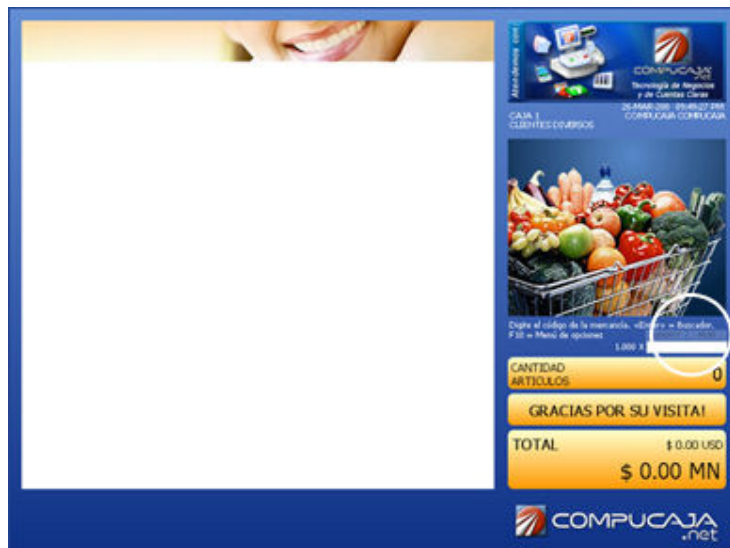 Atendemos con:
COMPUCAJA
.net
Tecnología de Negocios
y de Cuentas Claras
CAJA 1
CLIENTES DIVERSOS
COMPUCAJA COMPUCAJA
Digite el código de la mercancía. <Enter> = Buscador.
F10 = Menú de opciones
1.000 X
CANTIDAD
ARTICULOS
0
GRACIAS POR SU VISITA!
TOTAL
$ 0.00 USD
$ 0.00 MN
COMPUCAJA
.net